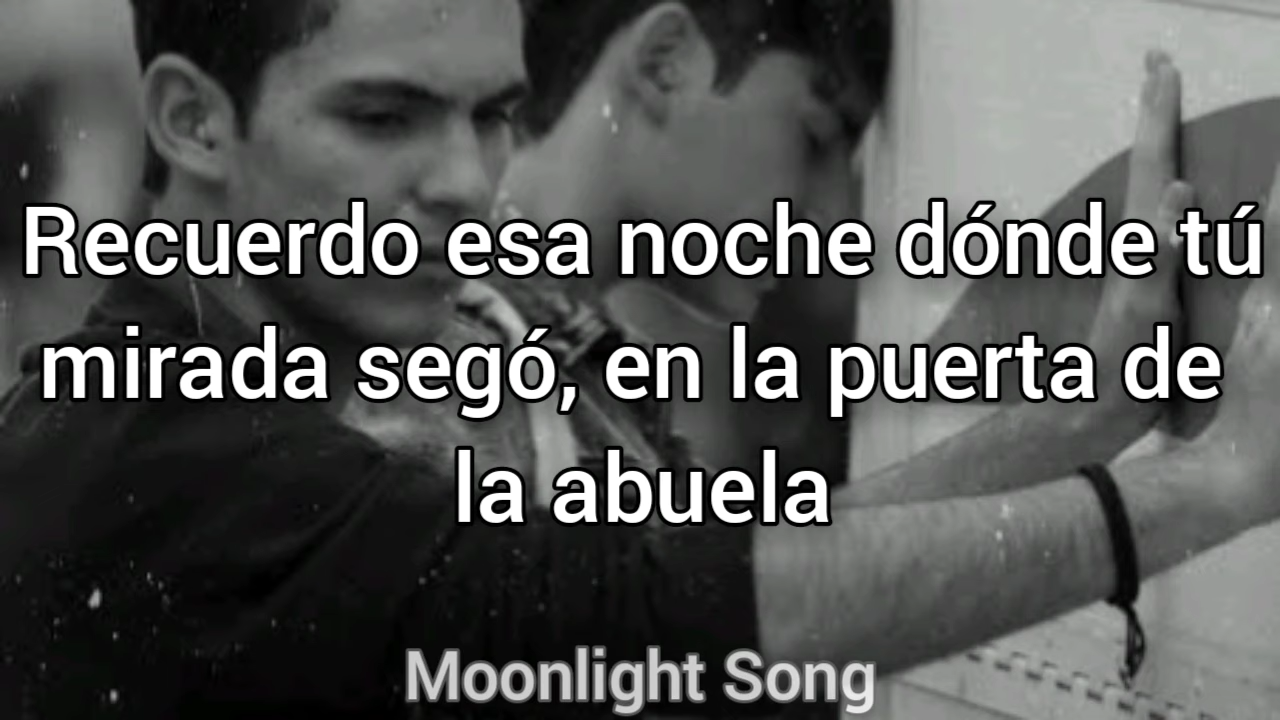 Recuerdo esa noche dónde tú
mirada segó, en la puerta de
la abuela
Moonlight Song